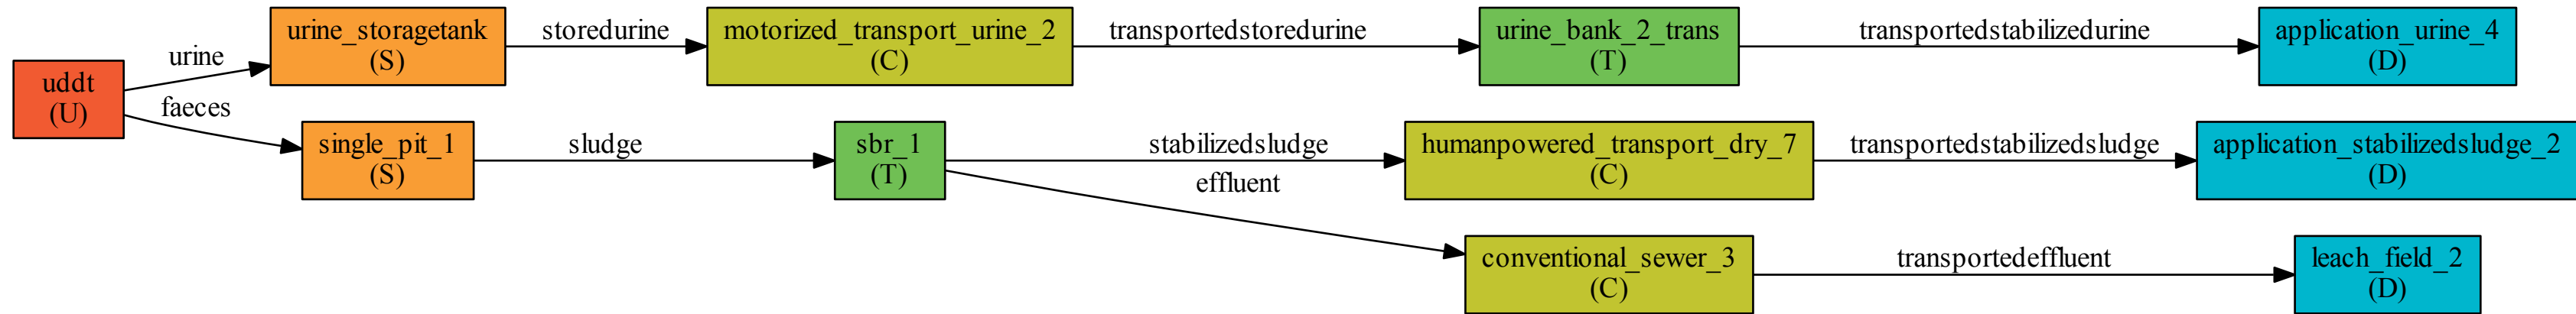 uddt
(U)
urine
faeces
urine_storagetank
(S)
storedurine
motorized_transport_urine_2
(C)
transportedstoredurine
urine_bank_2_trans
(T)
transportedstabilizedurine
application_urine_4
(D)
single_pit_1
(S)
sludge
sbr_1
(T)
stabilizedsludge
effluent
humanpowered_transport_dry_7
(C)
transportedstabilizedsludge
application_stabilizedsludge_2
(D)
conventional_sewer_3
(C)
transportedeffluent
leach_field_2
(D)